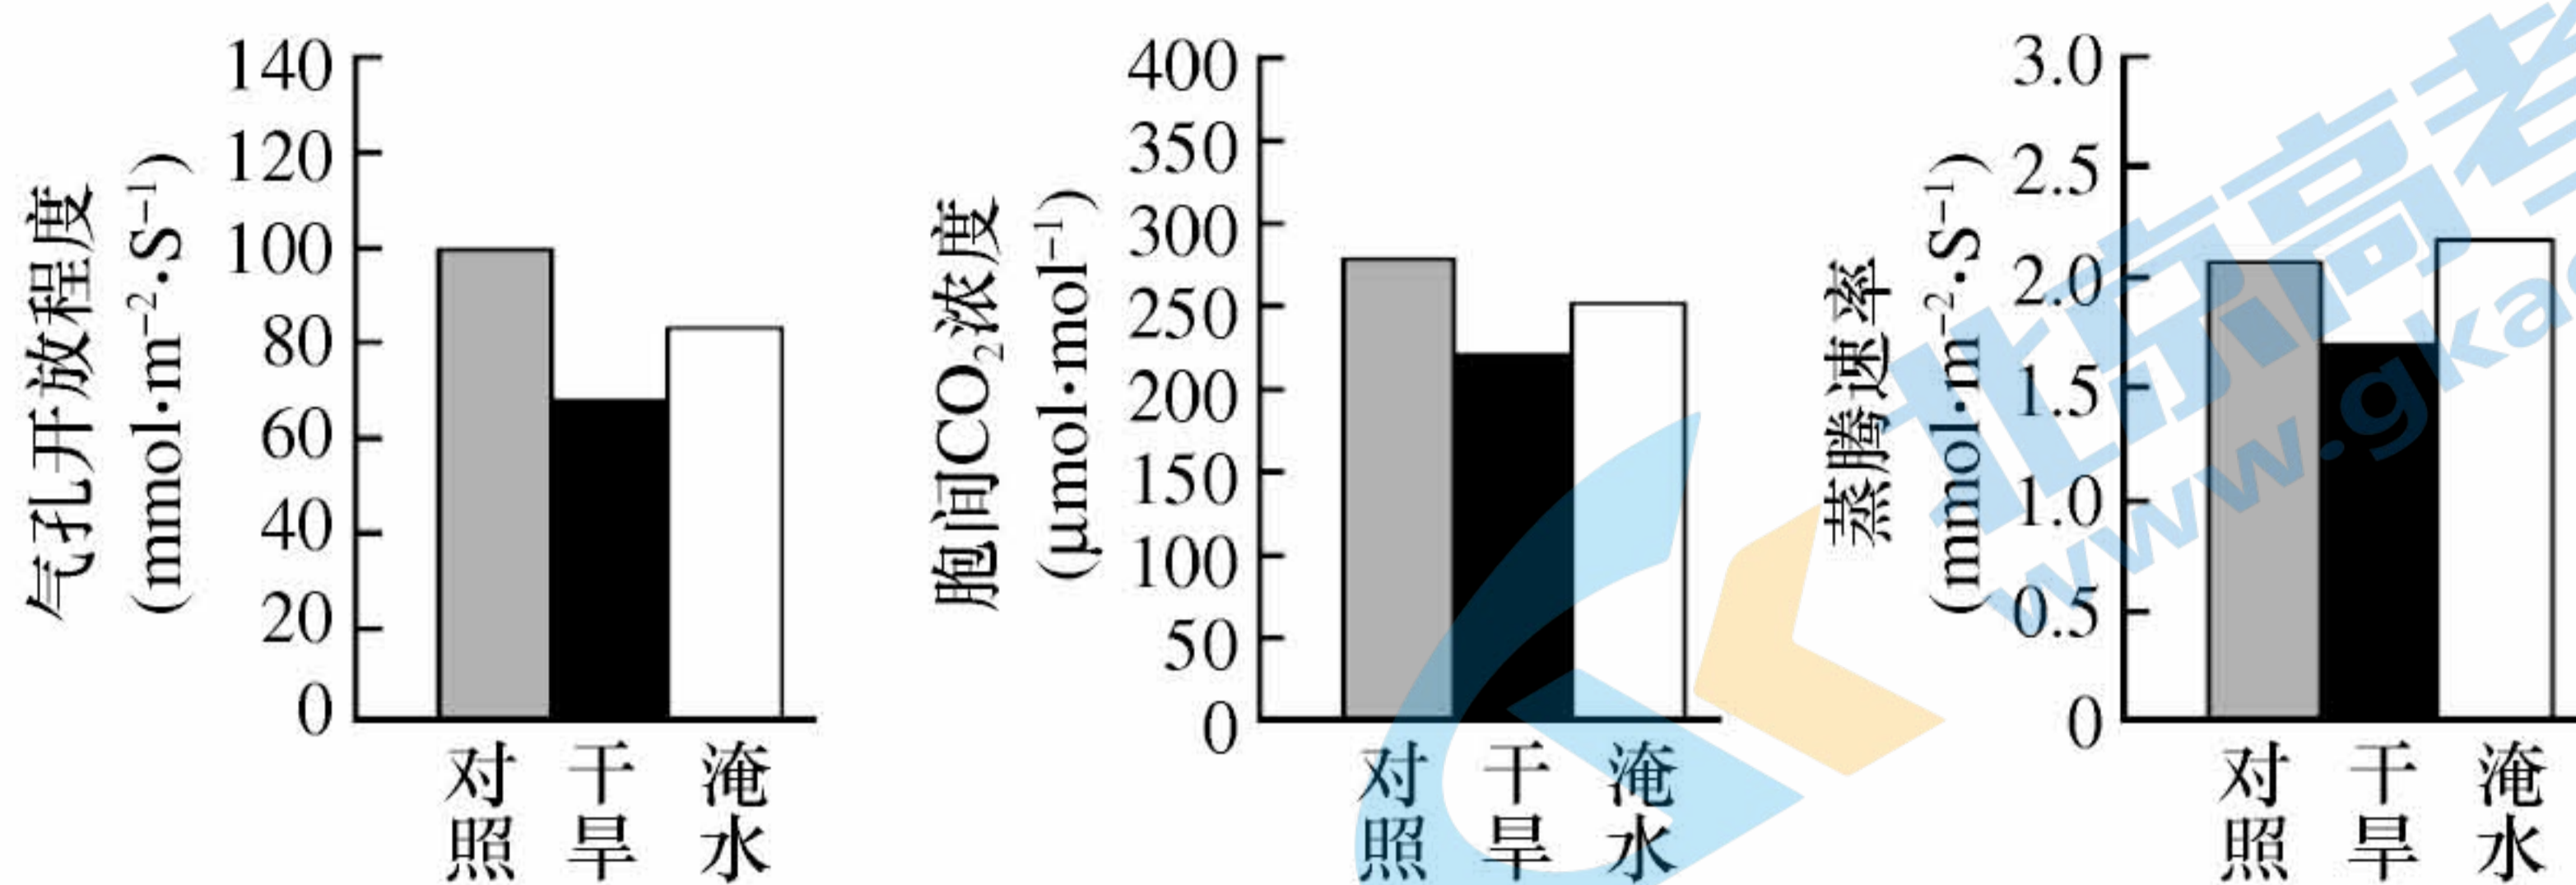 气孔开放程度
(mmol·m⁻²·S⁻¹)
140
120
100
80
60
40
20
0
对照
干旱
淹水
胞间CO₂浓度
(μmol·mol⁻¹)
400
350
300
250
200
150
100
50
0
对照
干旱
淹水
蒸腾速率
(mmol·m⁻²·S⁻¹)
3.0
2.5
2.0
1.5
1.0
0.5
0
对照
干旱
淹水
北京高考
www.gka